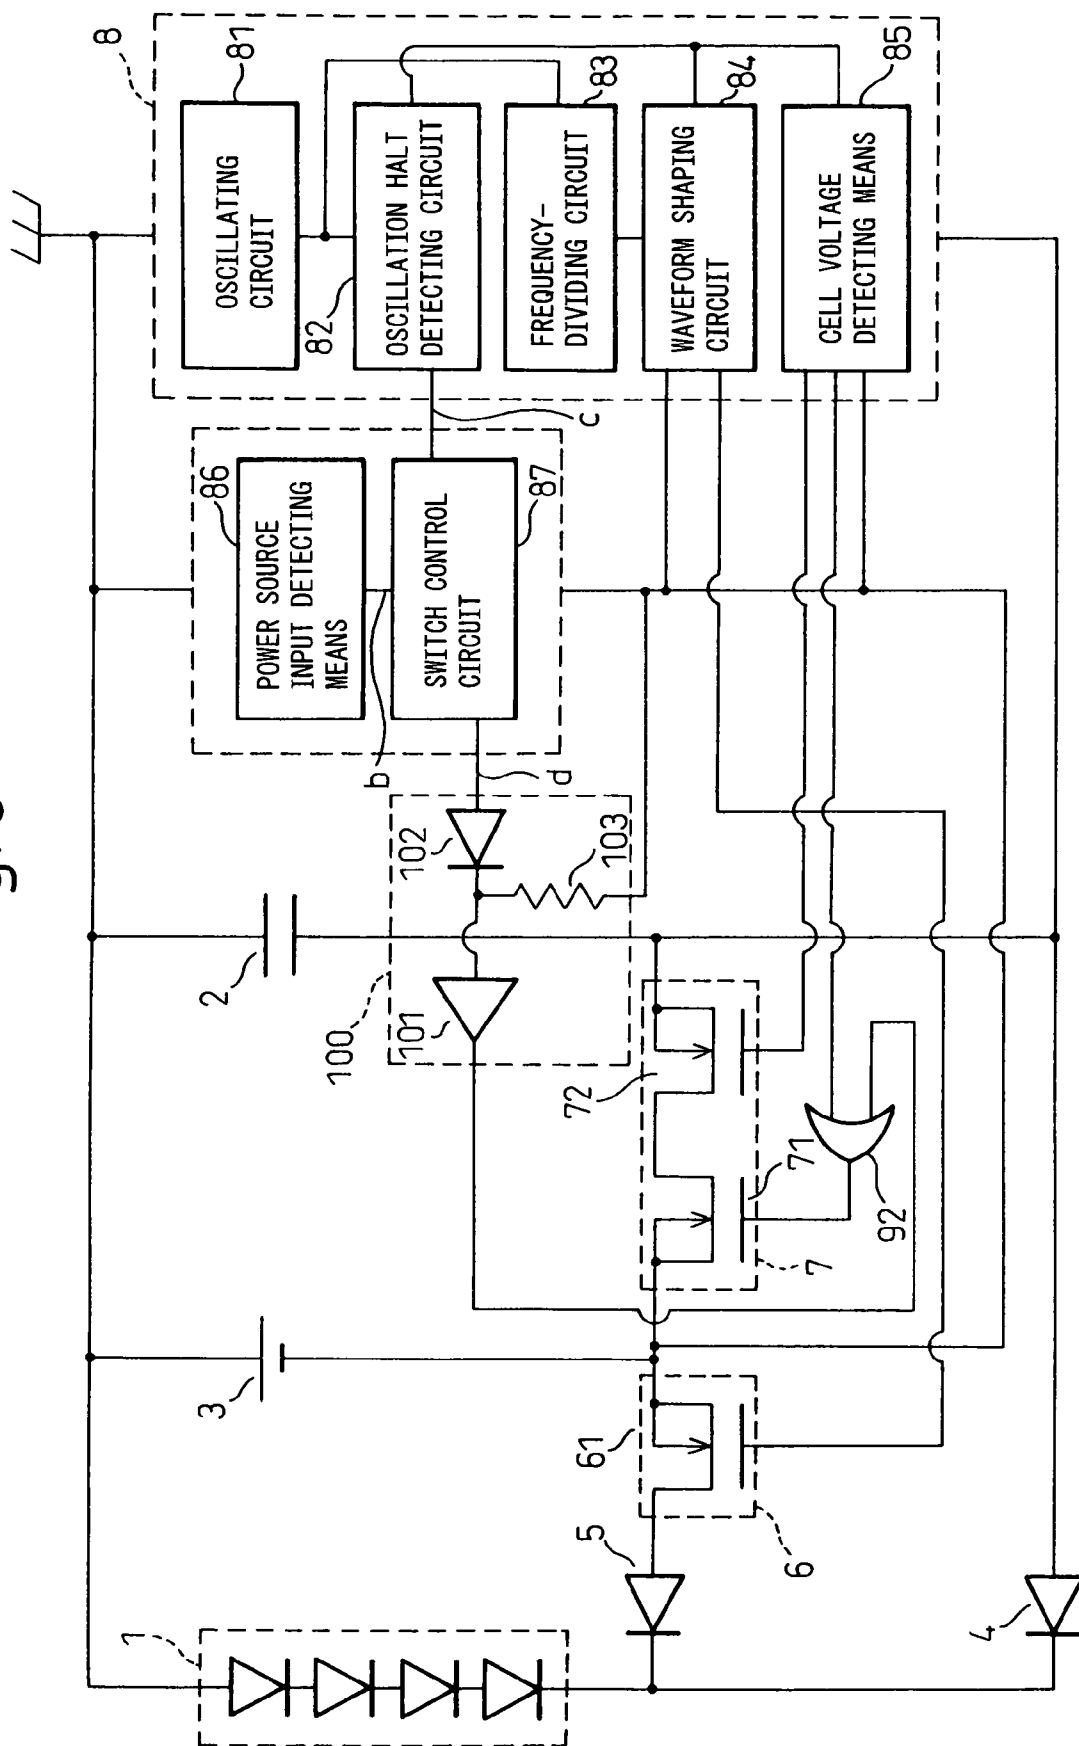 8
81
OSCILLATING
CIRCUIT
82
OSCILLATION HALT
DETECTING CIRCUIT
83
FREQUENCY-
DIVIDING CIRCUIT
84
WAVEFORM SHAPING
CIRCUIT
85
CELL VOLTAGE
DETECTING MEANS
c
86
POWER SOURCE
INPUT DETECTING
MEANS
87
SWITCH CONTROL
CIRCUIT
b
d
100
101
102
103
2
72
71
7
92
3
61
6
5
1
4